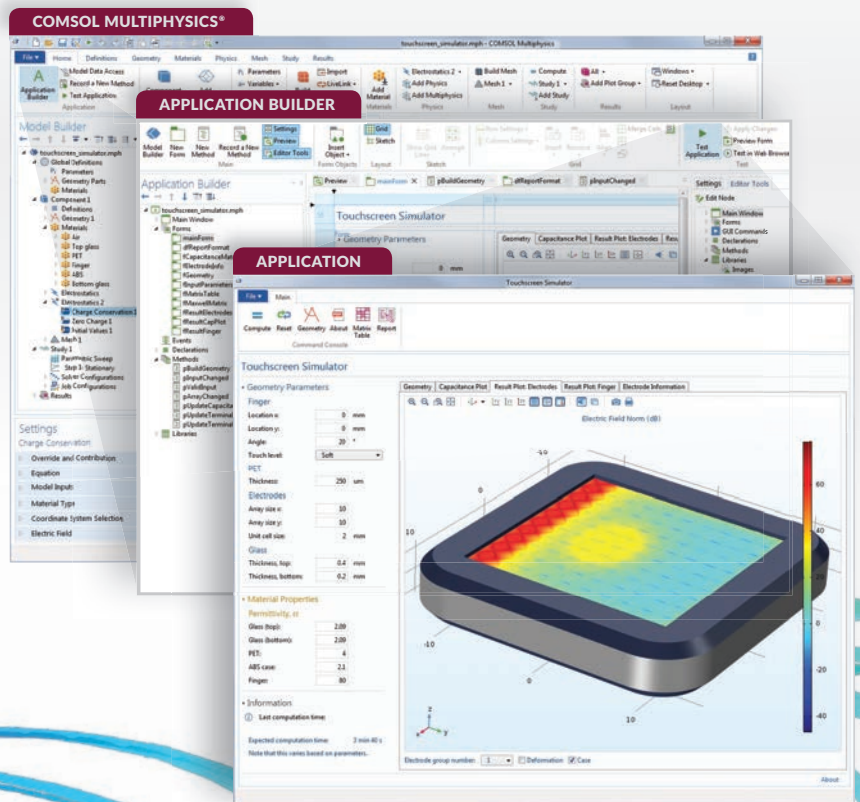 COMSOL MULTIPHYSICS®
touchscreen_simulator.mph - COMSOL Multiphysics
File Home Definitions Geometry Materials Physics Mesh Study Results
Application Builder
Model Data Access
Record a New Method
Test Application
Application
Parameters
Variables
Import
LiveLink
Add Material
Materials
Electrostatics 2
Add Physics
Add Multiphysics
Physics
Build Mesh
Mesh 1
Mesh
Compute
Study 1
Add Study
Study
Add Plot Group
Results
Windows
Reset Desktop
Layout
Model Builder
touchscreen_simulator.mph
Global Definitions
Parameters
Geometry Parts
Materials
Component 1
Definitions
Geometry 1
Materials
Air
Top glass
PET
Finger
ABS
Bottom glass
Electrostatics
Electrostatics 2
Charge Conservation 1
Zero Charge 1
Initial Values 1
Mesh 1
Study 1
Parametric Sweep
Step 1: Stationary
Solver Configurations
Job Configurations
Results
Settings
Charge Conservation
Override and Contribution
Equation
Model Inputs
Material Type
Coordinate System Selection
Electric Field
APPLICATION BUILDER
Model Builder
New Form
New Method
Record a New Method
Main
Settings
Preview
Editor Tools
Insert Object
Form Objects
Grid
Sketch
Layout
Sketch
Grid
Merge Cells
Test Application
Apply Changes
Preview Form
Test in Web Browse
Test
Application Builder
touchscreen_simulator.mph
Main Window
Forms
mainForm
dfReportFormat
fCapacitanceMat
fElectrodeInfo
fGeometry
fInputParameters
fMatrixTable
fMaxwellMatrix
fResultElectrodes
fResultCapPlot
fResultFinger
Events
Declarations
Methods
pBuildGeometry
pInputChanged
pValidInput
pArrayChanged
pUpdateCapacita
pUpdateTerminal
pUpdateTerminal
Libraries
Preview mainForm pBuildGeometry dfReportFormat pInputChanged
Touchscreen Simulator
Geometry Parameters
0 mm
Geometry Capacitance Plot Result Plot: Electrodes Res
Settings Editor Tools
Edit Node
Main Window
Forms
GUI Commands
Declarations
Methods
Libraries
Images
APPLICATION
Touchscreen Simulator
File Main
Compute Reset Geometry About Matrix Table Report
Command Console
Touchscreen Simulator
Geometry Parameters
Finger
Location x: 0 mm
Location y: 0 mm
Angle: 20 °
Touch level: Soft
PET
Thickness: 250 um
Electrodes
Array size x: 10
Array size y: 10
Unit cell size: 2 mm
Glass
Thickness, top: 0.4 mm
Thickness, bottom: 0.2 mm
Material Properties
Permittivity, εr
Glass (top): 2.09
Glass (bottom): 2.09
PET: 4
ABS case: 2.1
Finger: 80
Information
Last computation time:
Expected computation time: 3 min 40 s
Note that this varies based on parameters.
Geometry Capacitance Plot Result Plot: Electrodes Result Plot: Finger Electrode Information
Electric Field Norm (dB)
-10
0
10
-10
0
10
60
40
20
0
-20
-40
z
x y
Electrode group number: 1 Deformation Case
About